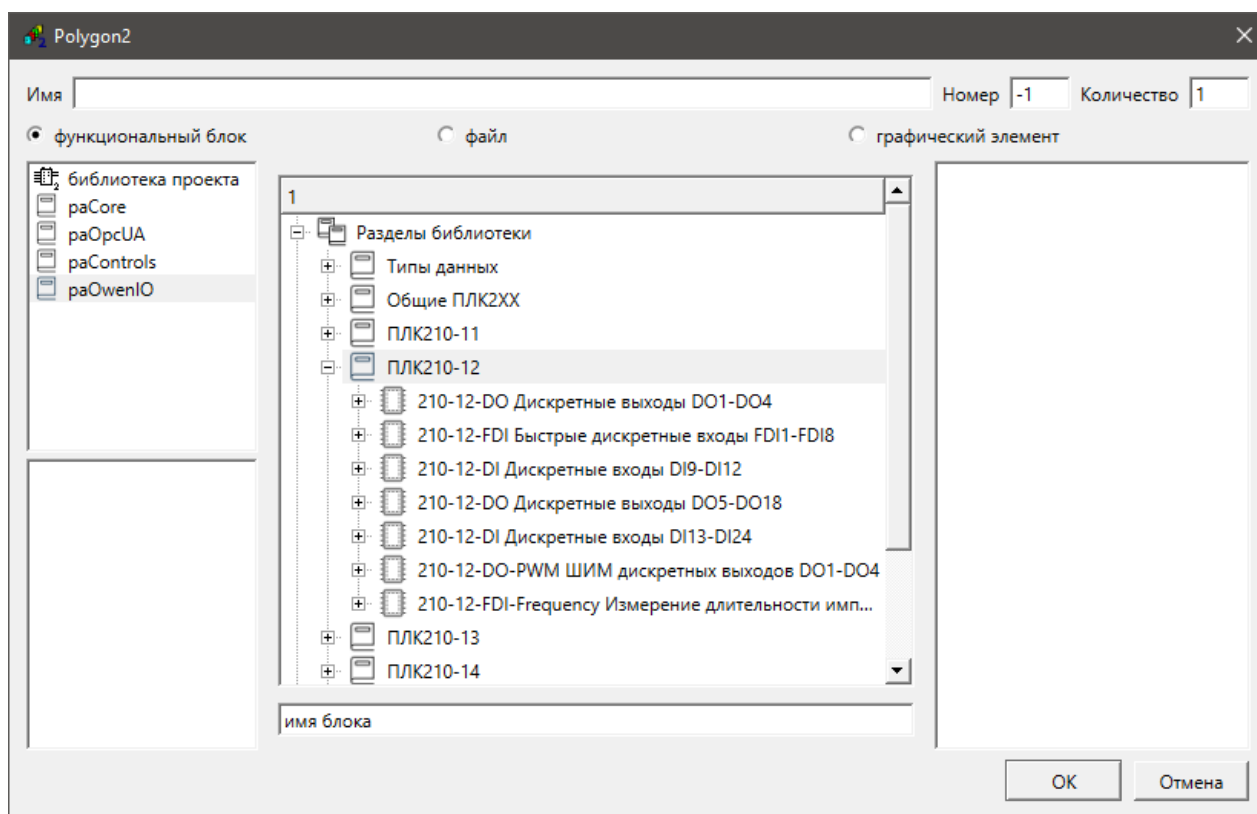 Polygon2
Имя Номер -1 Количество 1
функциональный блок файл графический элемент
библиотека проекта
paCore
paOpcUA
paControls
paOwenIO
1
Разделы библиотеки
Типы данных
Общие ПЛК2XX
ПЛК210-11
ПЛК210-12
210-12-DO Дискретные выходы DO1-DO4
210-12-FDI Быстрые дискретные входы FDI1-FDI8
210-12-DI Дискретные входы DI9-DI12
210-12-DO Дискретные выходы DO5-DO18
210-12-DI Дискретные входы DI13-DI24
210-12-DO-PWM ШИМ дискретных выходов DO1-DO4
210-12-FDI-Frequency Измерение длительности имп...
ПЛК210-13
ПЛК210-14
имя блока
OK Отмена